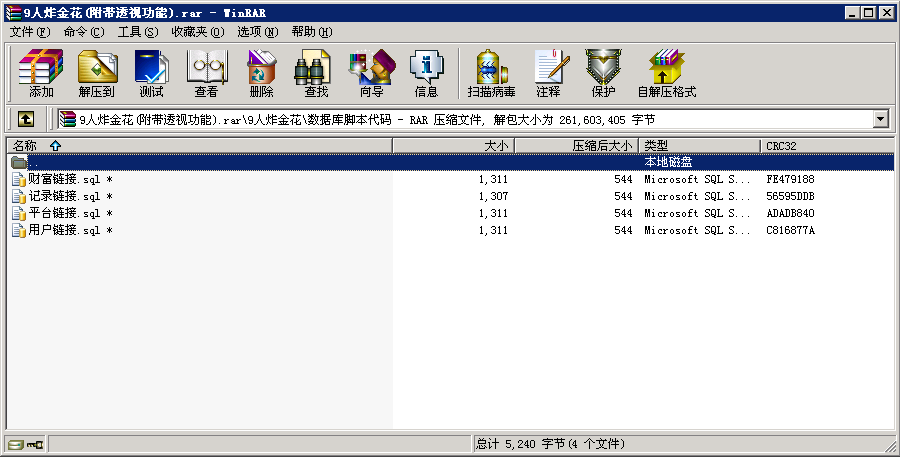 9人炸金花(附带透视功能).rar - WinRAR
文件(F) 命令(C) 工具(S) 收藏夹(O) 选项(N) 帮助(H)
添加 解压到 测试 查看 删除 查找 向导 信息 扫描病毒 注释 保护 自解压格式
9人炸金花(附带透视功能).rar\9人炸金花\数据库脚本代码 - RAR 压缩文件, 解包大小为 261,603,405 字节
名称 大小 压缩后大小 类型 CRC32
.. 本地磁盘
财富链接.sql * 1,311 544 Microsoft SQL S... FE479188
记录链接.sql * 1,307 544 Microsoft SQL S... 56595DDB
平台链接.sql * 1,311 544 Microsoft SQL S... ADADB840
用户链接.sql * 1,311 544 Microsoft SQL S... C816877A
总计 5,240 字节(4 个文件)